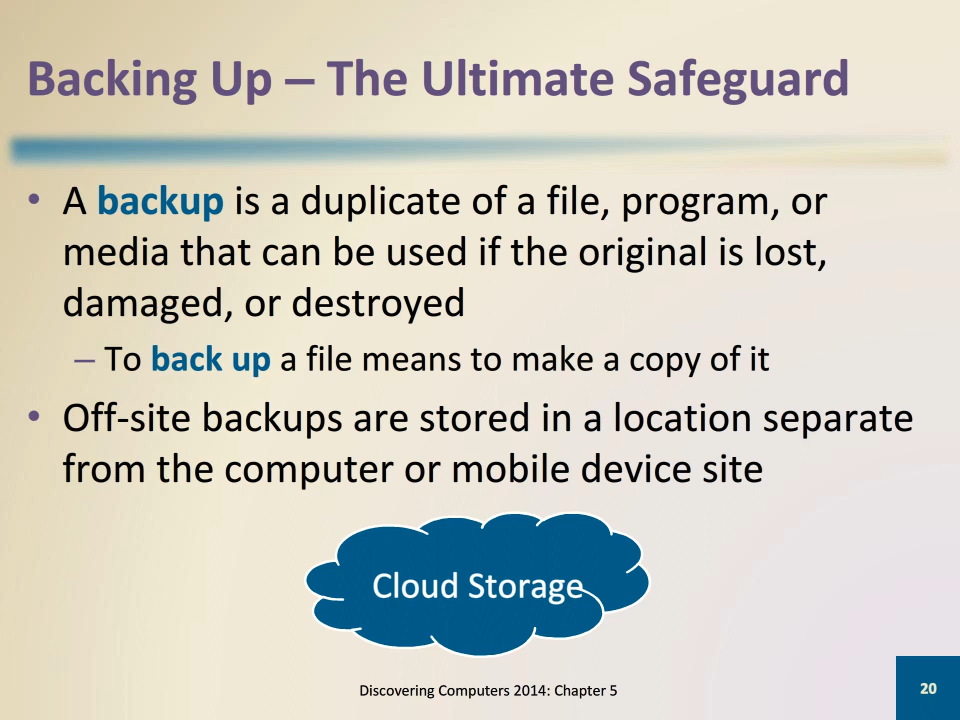 Backing Up – The Ultimate Safeguard
• A backup is a duplicate of a file, program, or
media that can be used if the original is lost,
damaged, or destroyed
– To back up a file means to make a copy of it
• Off-site backups are stored in a location separate
from the computer or mobile device site
Cloud Storage
Discovering Computers 2014: Chapter 5
20